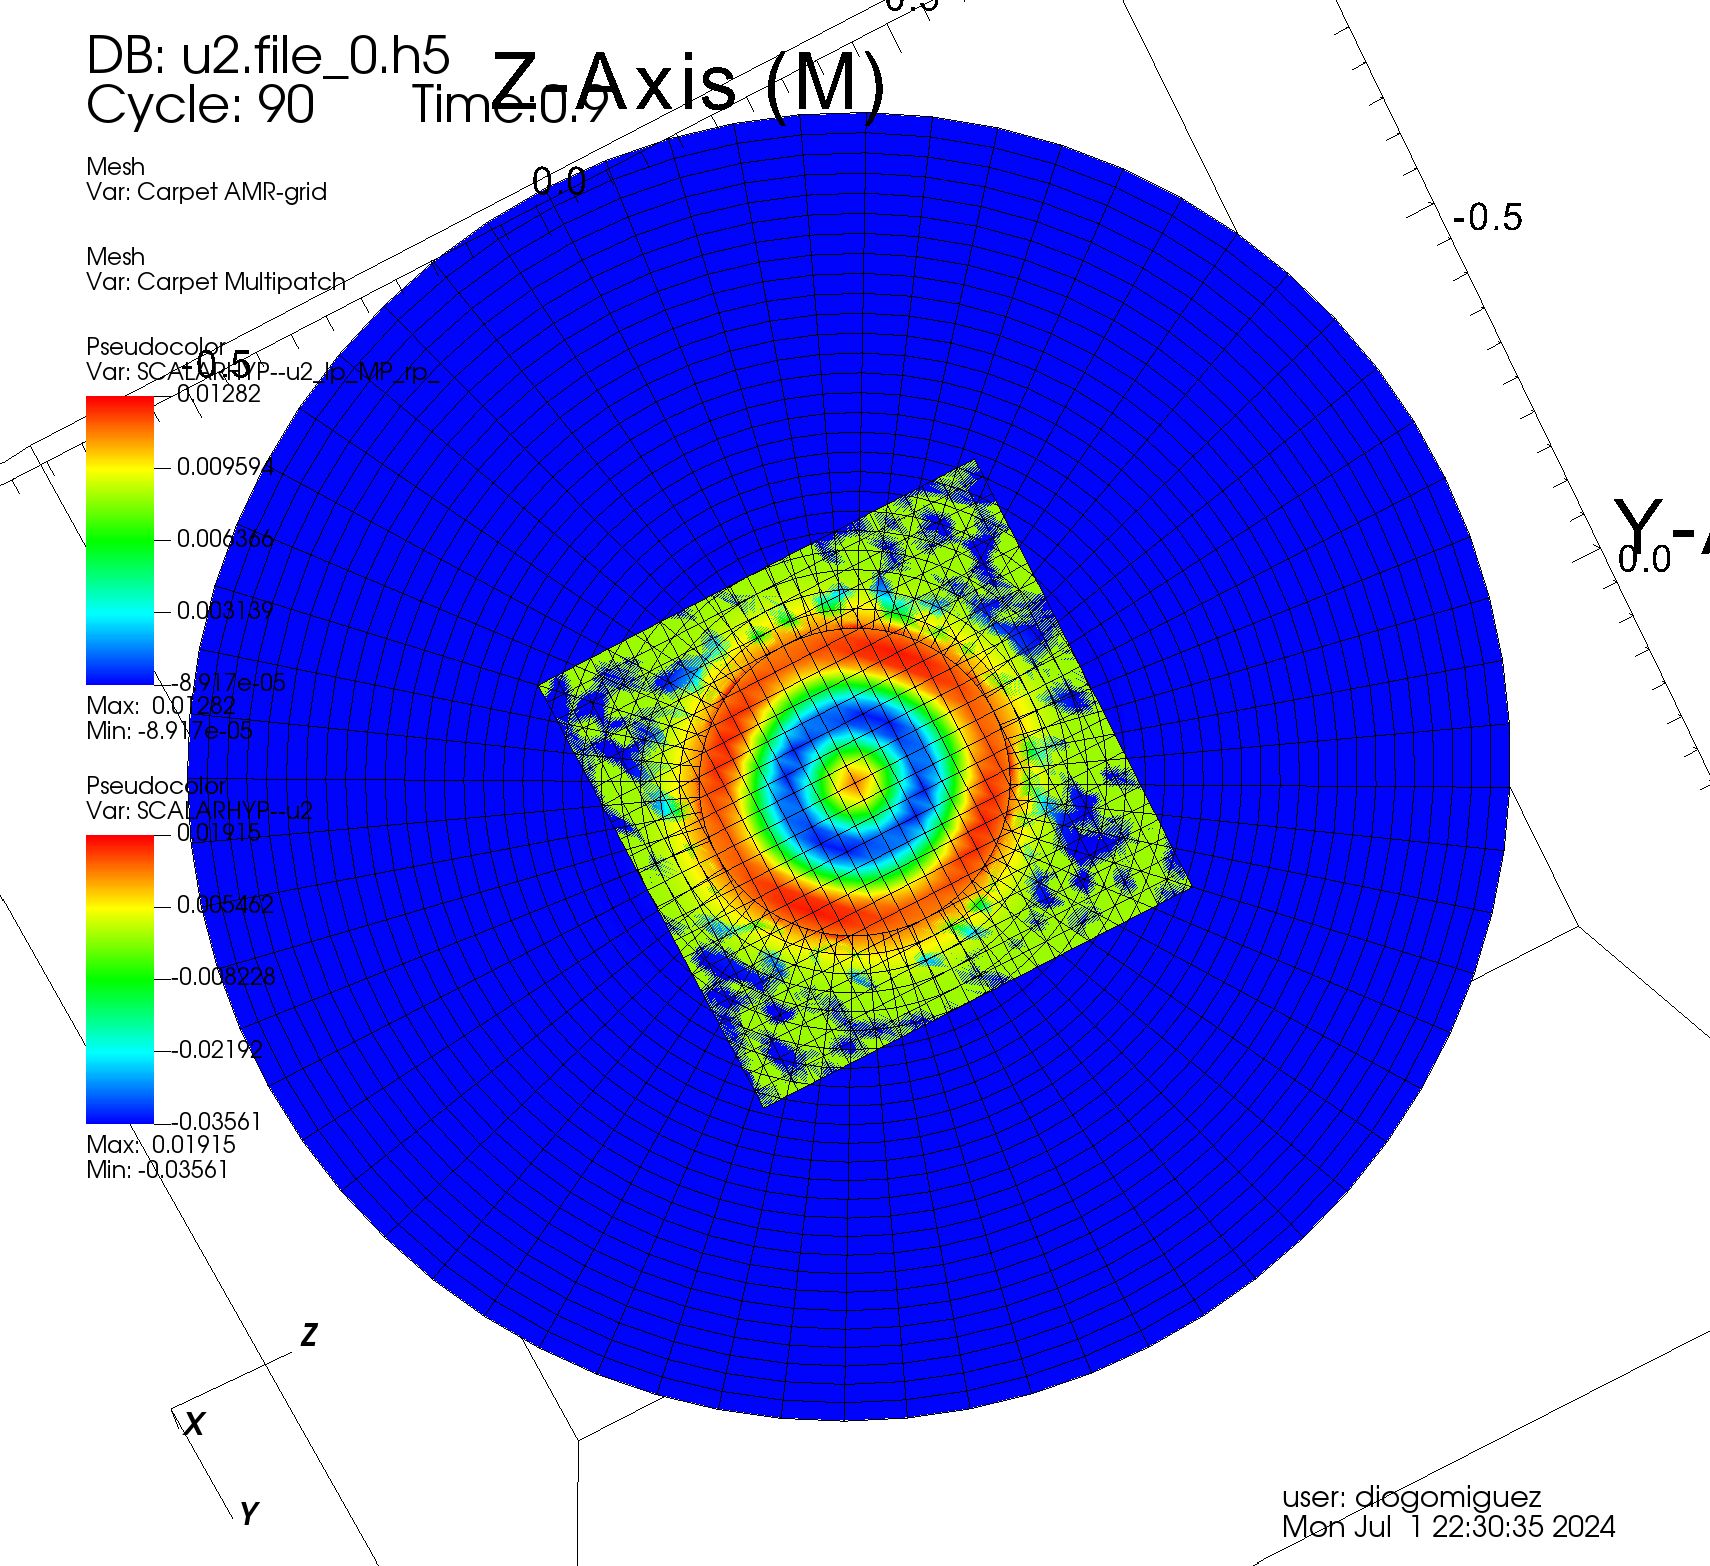 DB: u2.file_0.h5
Cycle: 90 Time:0.9
Z-Axis (M)
0.5
0.0
-0.5
Mesh
Var: Carpet AMR-grid
Mesh
Var: Carpet Multipatch
Pseudocolor
Var: SCALARHYP--u2_lp_MP_rp_
0.01282
0.009594
0.006366
0.003139
-8.917e-05
Max: 0.01282
Min: -8.917e-05
Pseudocolor
Var: SCALARHYP--u2
0.01915
0.005462
-0.008228
-0.02192
-0.03561
Max: 0.01915
Min: -0.03561
-0.5
Y-A
0.0
Z
X
Y
user: diogomiguez
Mon Jul 1 22:30:35 2024